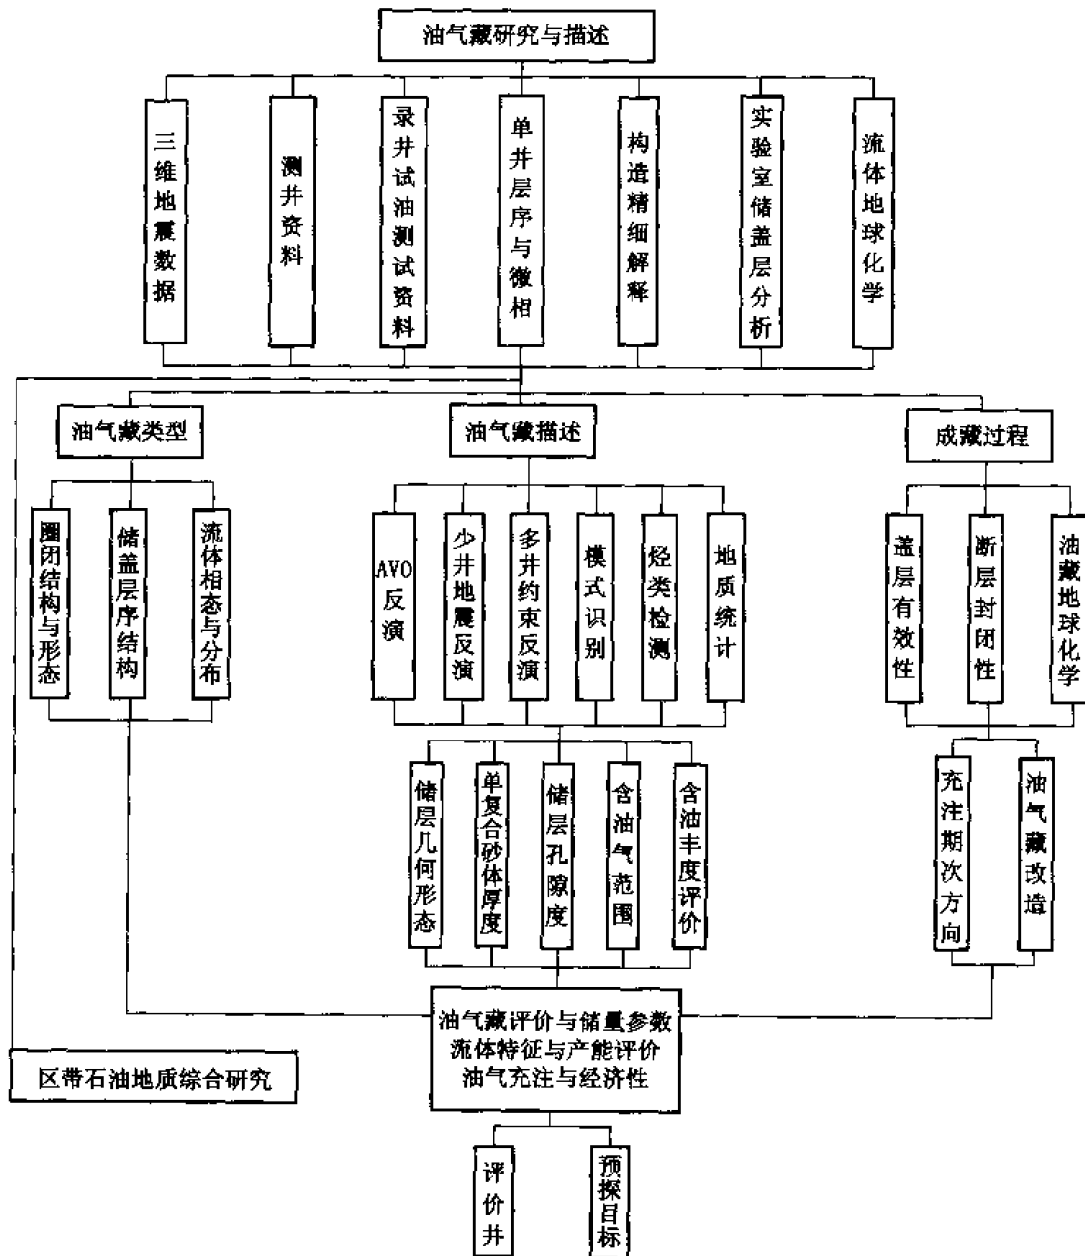 油气藏研究与描述
三维地震数据
测井资料
录井试油测试资料
单井层序与微相
构造精细解释
实验室储盖层分析
流体地球化学
油气藏类型
油气藏描述
成藏过程
圈闭结构与形态
储盖层序结构
流体相态与分布
AVO反演
少井地震反演
多井约束反演
模式识别
烃类检测
地质统计
盖层有效性
断层封闭性
油藏地球化学
储层几何形态
单复合砂体厚度
储层孔隙度
含油气范围
含油丰度评价
充注期次方向
油气藏改造
油气藏评价与储量参数
流体特征与产能评价
油气充注与经济性
区带石油地质综合研究
评价井
预探目标